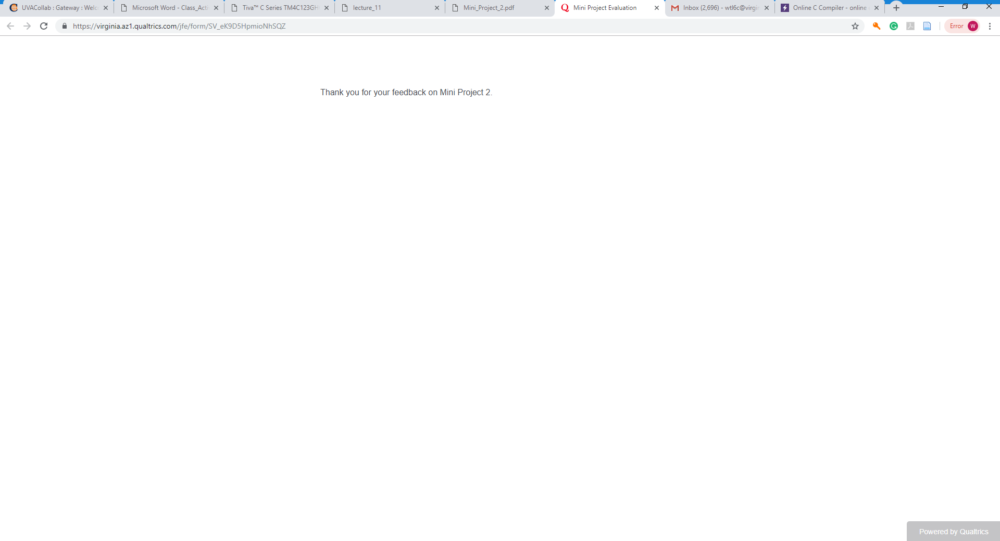 UVACollab : Gateway : Welc
Microsoft Word - Class_Acti
Tiva™ C Series TM4C123GH
lecture_11
Mini_Project_2.pdf
Mini Project Evaluation
Inbox (2,696) - wtl6c@virgin
Online C Compiler - online
https://virginia.az1.qualtrics.com/jfe/form/SV_eK9D5HpmioNhSQZ
Error W
Thank you for your feedback on Mini Project 2.
Powered by Qualtrics